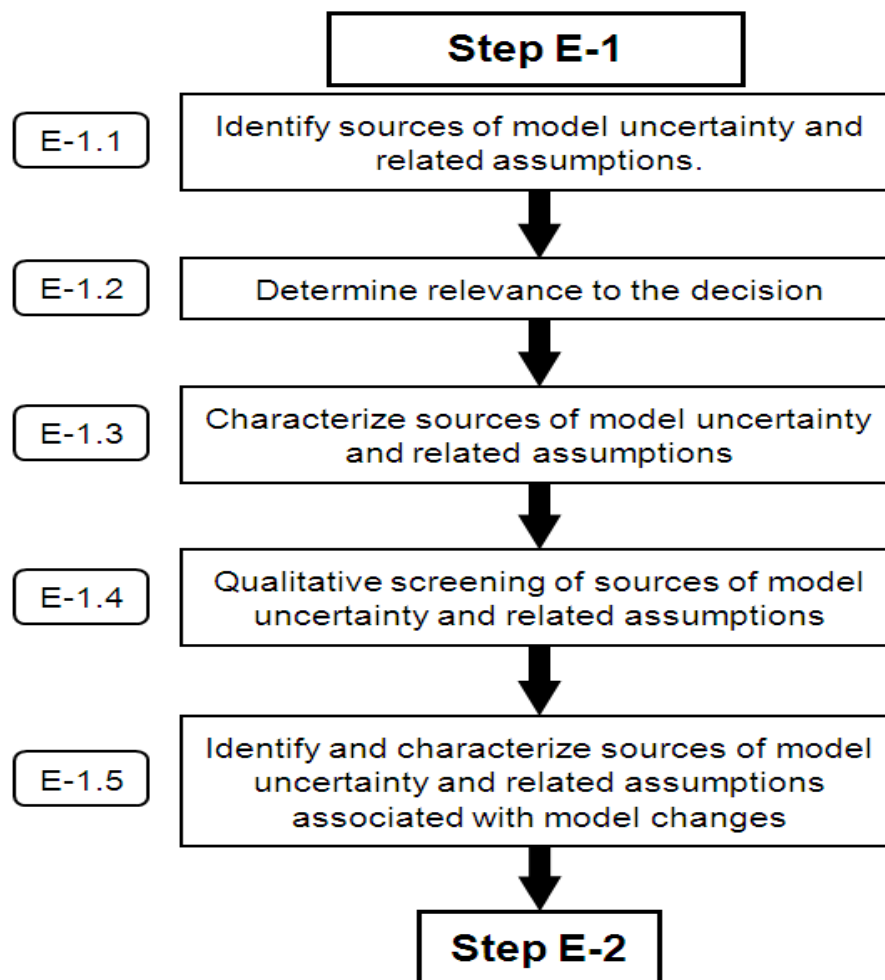 Step E-1
E-1.1
Identify sources of model uncertainty and
related assumptions.
E-1.2
Determine relevance to the decision
E-1.3
Characterize sources of model uncertainty
and related assumptions
E-1.4
Qualitative screening of sources of model
uncertainty and related assumptions
E-1.5
Identify and characterize sources of model
uncertainty and related assumptions
associated with model changes
Step E-2